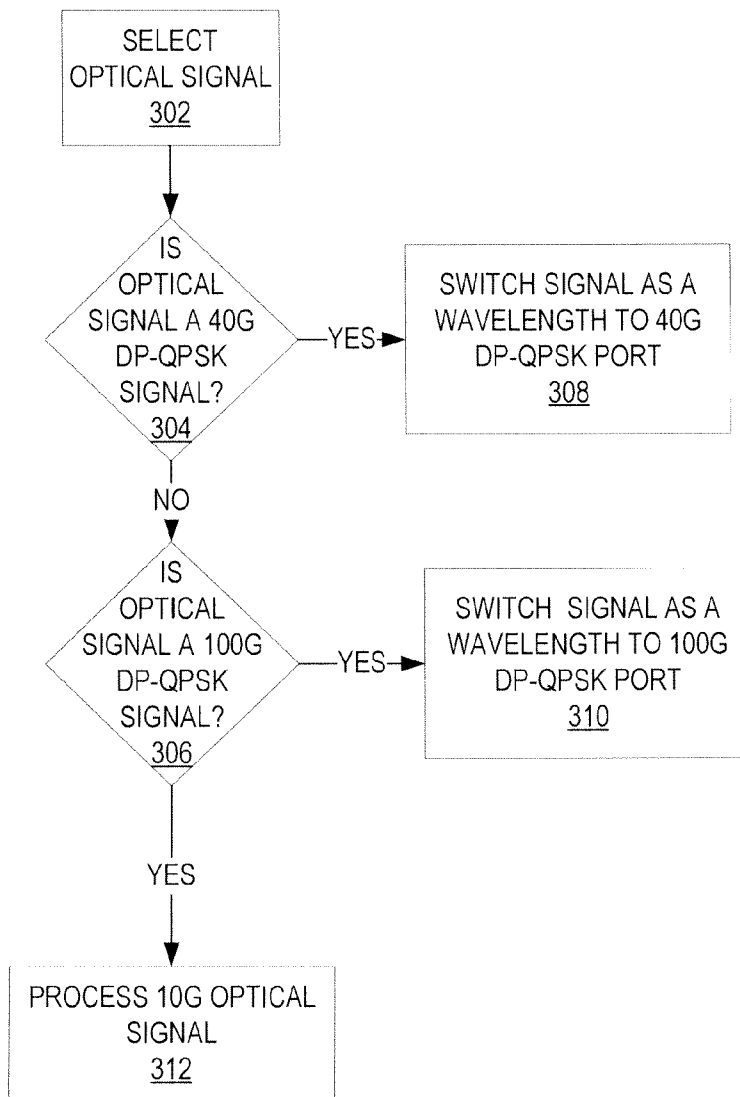 SELECT
OPTICAL SIGNAL
302
IS
OPTICAL
SIGNAL A 40G
DP-QPSK
SIGNAL?
304
YES
SWITCH SIGNAL AS A
WAVELENGTH TO 40G
DP-QPSK PORT
308
NO
IS
OPTICAL
SIGNAL A 100G
DP-QPSK
SIGNAL?
306
YES
SWITCH SIGNAL AS A
WAVELENGTH TO 100G
DP-QPSK PORT
310
YES
PROCESS 10G OPTICAL
SIGNAL
312